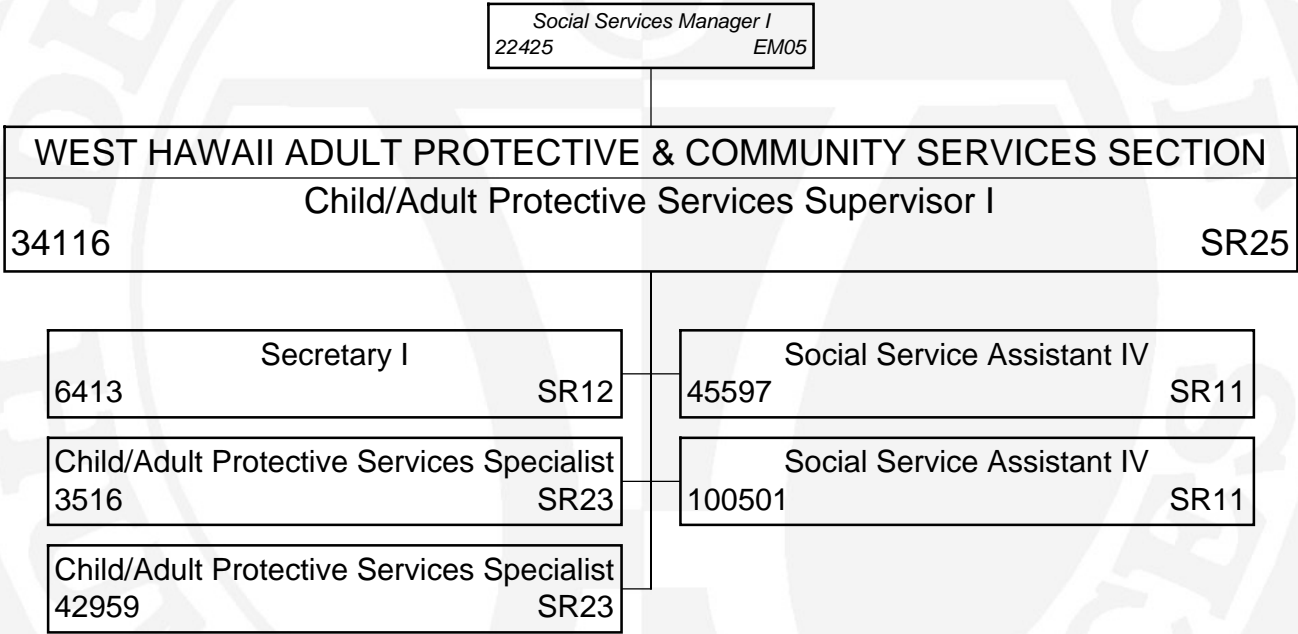 Social Services Manager I
22425 EM05
WEST HAWAII ADULT PROTECTIVE & COMMUNITY SERVICES SECTION
Child/Adult Protective Services Supervisor I
34116 SR25
Secretary I
6413 SR12
Social Service Assistant IV
45597 SR11
Child/Adult Protective Services Specialist
3516 SR23
Social Service Assistant IV
100501 SR11
Child/Adult Protective Services Specialist
42959 SR23